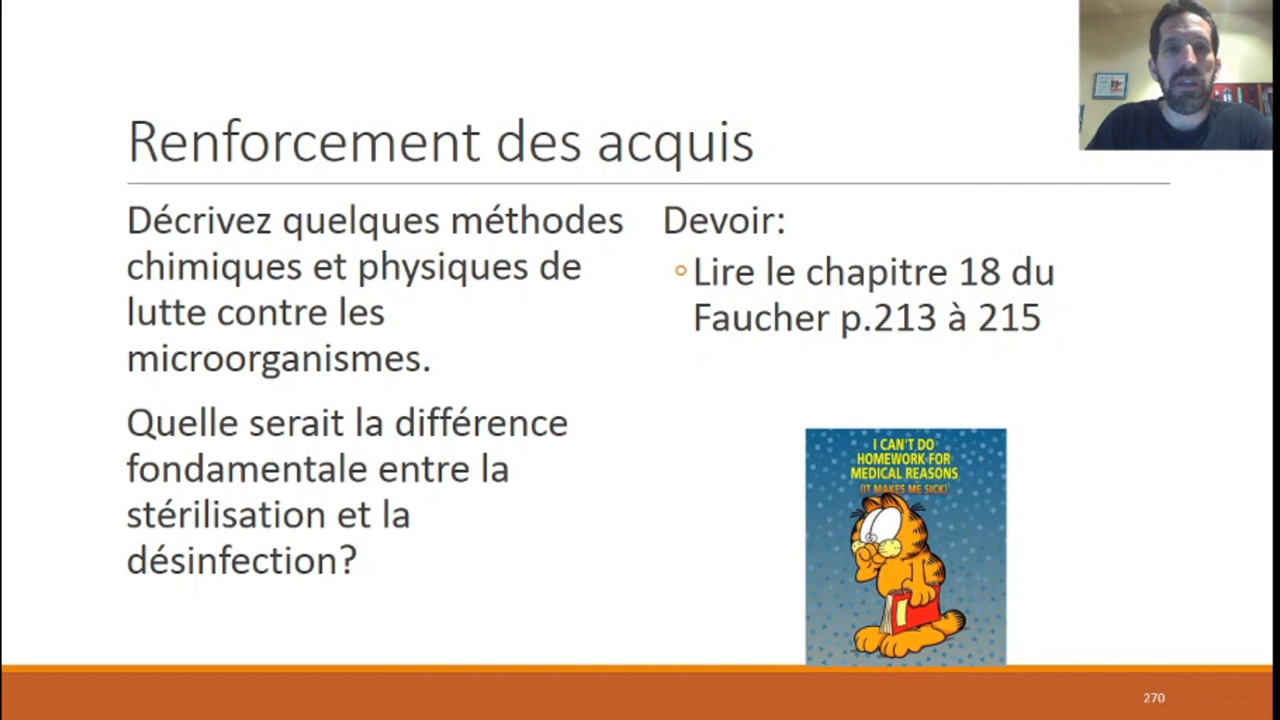 Renforcement des acquis
Décrivez quelques méthodes
chimiques et physiques de
lutte contre les
microorganismes.
Quelle serait la différence
fondamentale entre la
stérilisation et la
désinfection?
Devoir:
Lire le chapitre 18 du
Faucher p.213 à 215
I CAN'T DO
HOMEWORK FOR
MEDICAL REASONS
(IT MAKES ME SICK)
270